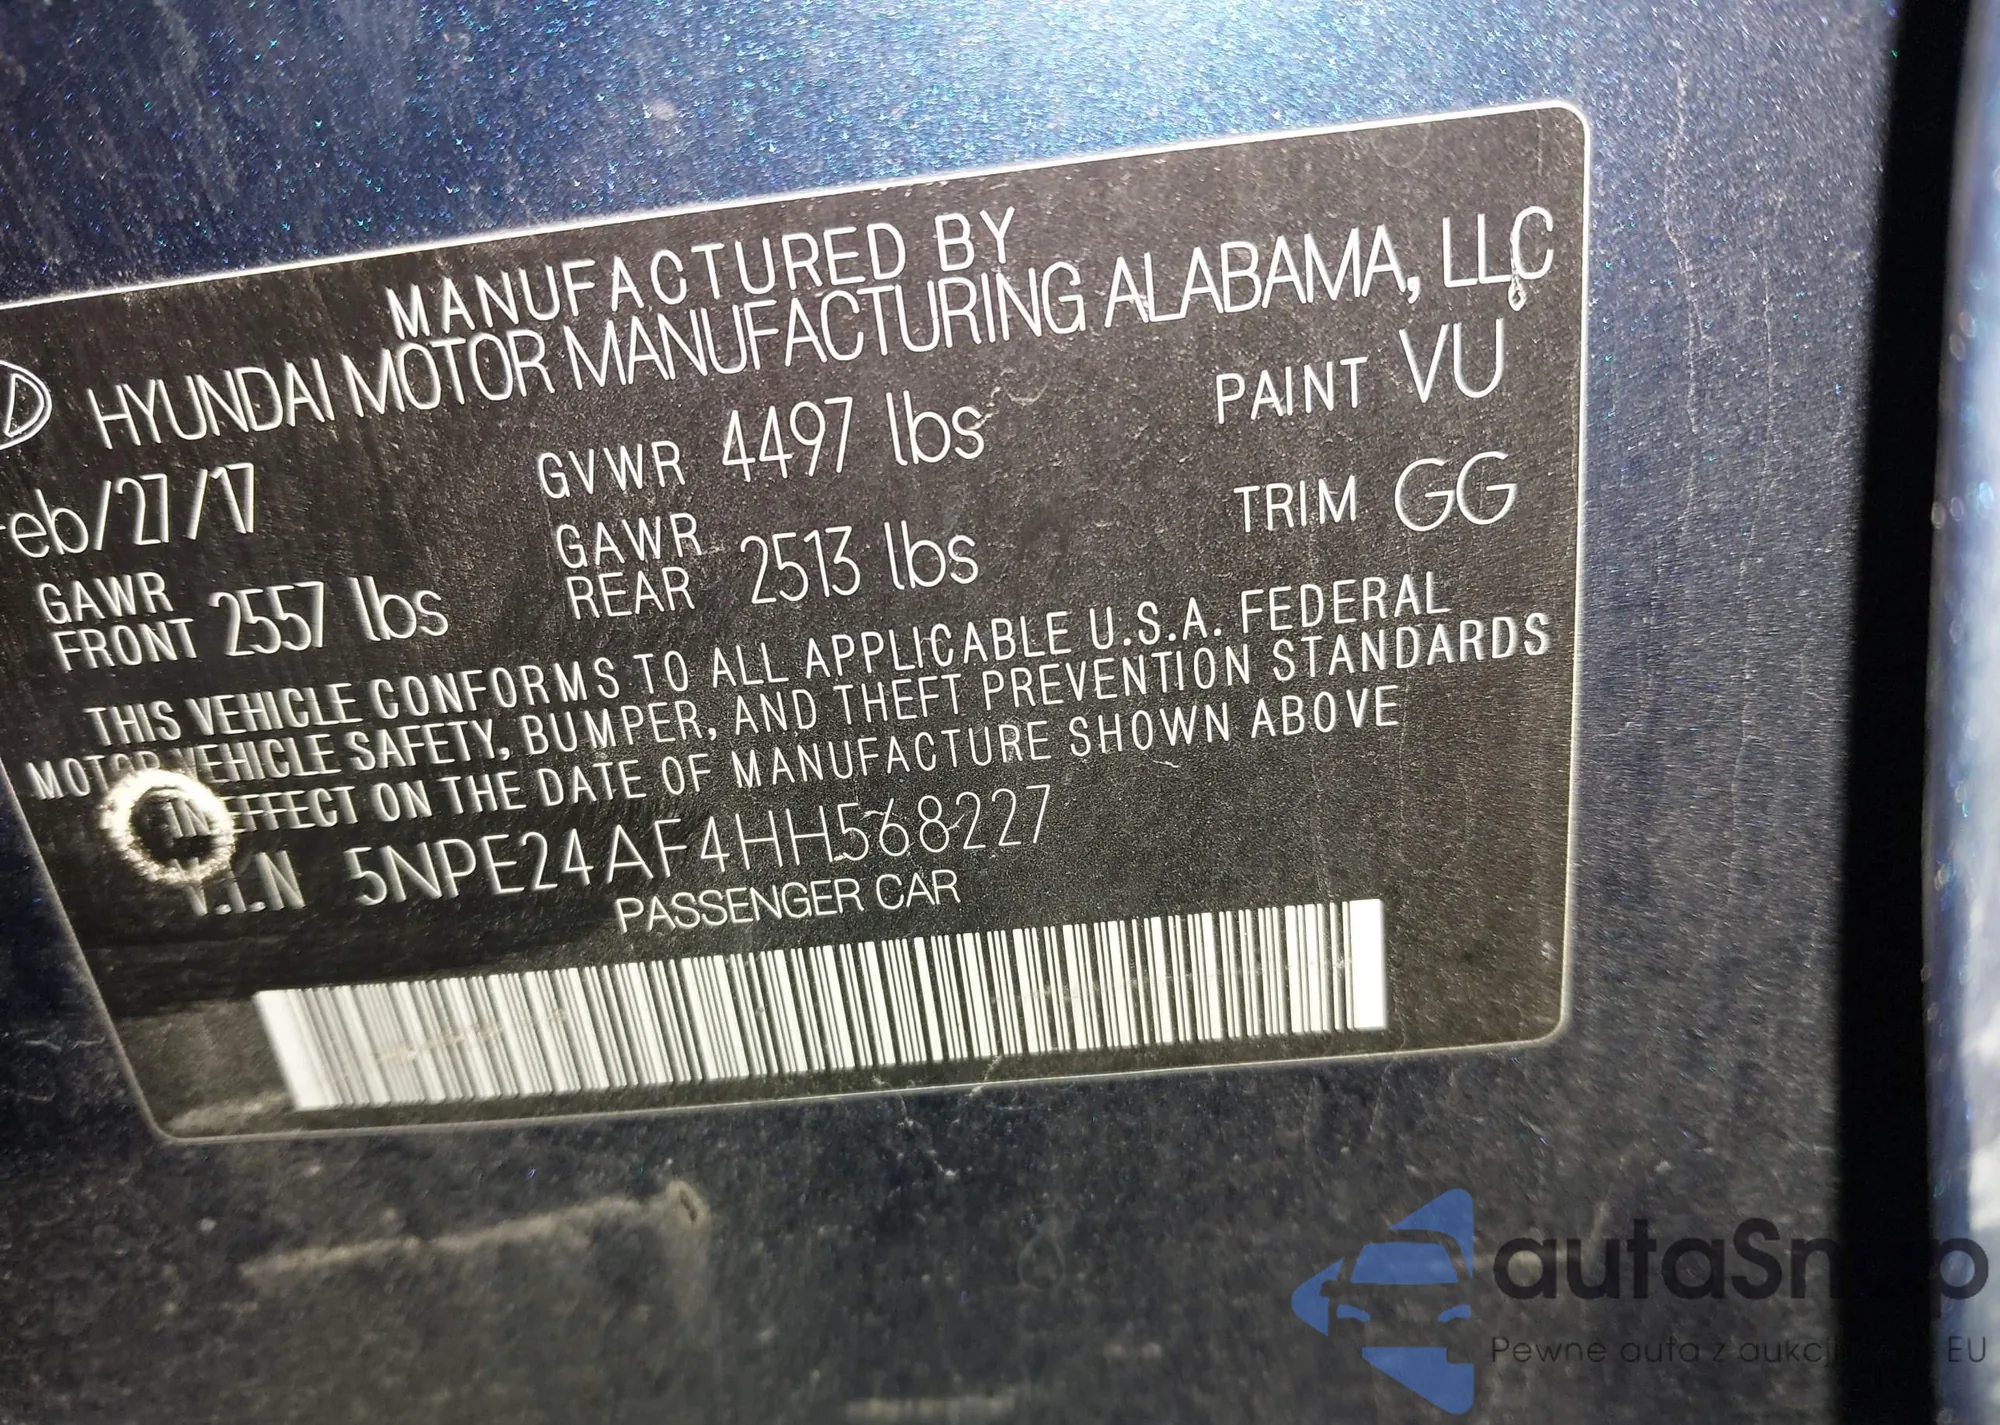 MANUFACTURED BY
HYUNDAI MOTOR MANUFACTURING ALABAMA, LLC
eb/27/17 GVWR 4497 lbs PAINT VU
GAWR FRONT 2557 lbs GAWR REAR 2513 lbs TRIM GG
THIS VEHICLE CONFORMS TO ALL APPLICABLE U.S.A. FEDERAL
MOTOR VEHICLE SAFETY, BUMPER, AND THEFT PREVENTION STANDARDS
IN EFFECT ON THE DATE OF MANUFACTURE SHOWN ABOVE
V.I.N 5NPE24AF4HH568227
PASSENGER CAR
autaSnap
Pewne auta z EU